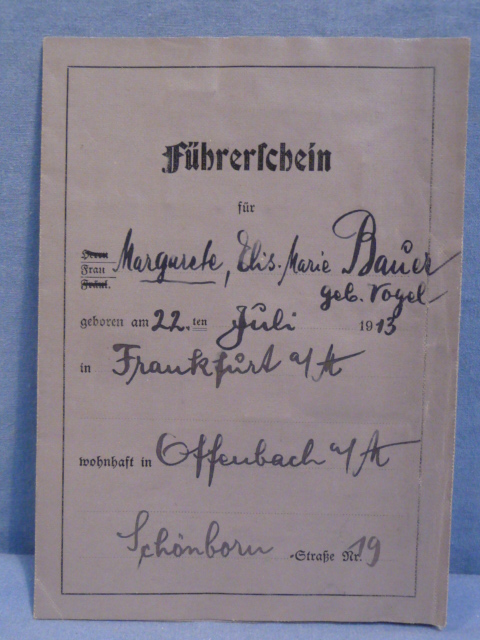 Führerschein
für
Herrn
Frau Margarete, Elis. Marie Bauer
Fräul.
geb. Vogel
geboren am 22. ten Juli 1913
in Frankfurt a/M
wohnhaft in Offenbach a/M
Schönborn -Straße Nr. 19